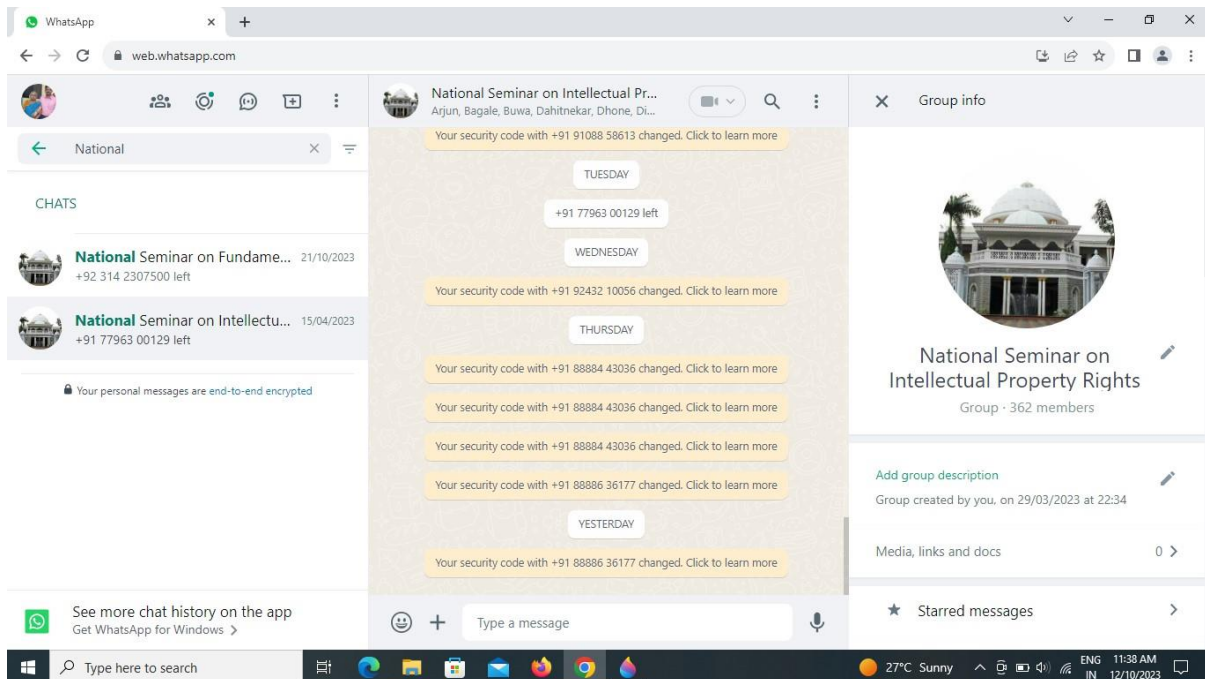 WhatsApp
web.whatsapp.com
National
CHATS
National Seminar on Fundame... 21/10/2023
+92 314 2307500 left
National Seminar on Intellectu... 15/04/2023
+91 77963 00129 left
Your personal messages are end-to-end encrypted
See more chat history on the app
Get WhatsApp for Windows
National Seminar on Intellectual Pr...
Arjun, Bagale, Buwa, Dahitnekar, Dhone, Di...
Your security code with +91 91088 58613 changed. Click to learn more
TUESDAY
+91 77963 00129 left
WEDNESDAY
Your security code with +91 92432 10056 changed. Click to learn more
THURSDAY
Your security code with +91 88884 43036 changed. Click to learn more
Your security code with +91 88884 43036 changed. Click to learn more
Your security code with +91 88884 43036 changed. Click to learn more
Your security code with +91 88886 36177 changed. Click to learn more
YESTERDAY
Your security code with +91 88886 36177 changed. Click to learn more
Type a message
Group info
National Seminar on
Intellectual Property Rights
Group · 362 members
Add group description
Group created by you, on 29/03/2023 at 22:34
Media, links and docs 0
Starred messages
Type here to search
27°C Sunny
ENG
IN
11:38 AM
12/10/2023